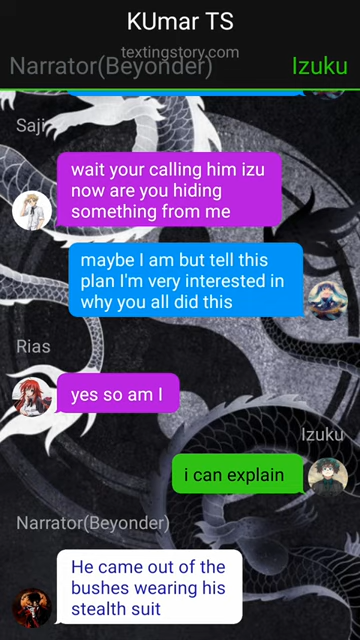 KUmar TS
textingstory.com
Narrator(Beyonder)
Izuku
Saji
wait your calling him izu
now are you hiding
something from me
maybe I am but tell this
plan I'm very interested in
why you all did this
Rias
yes so am I
Izuku
i can explain
Narrator(Beyonder)
He came out of the
bushes wearing his
stealth suit